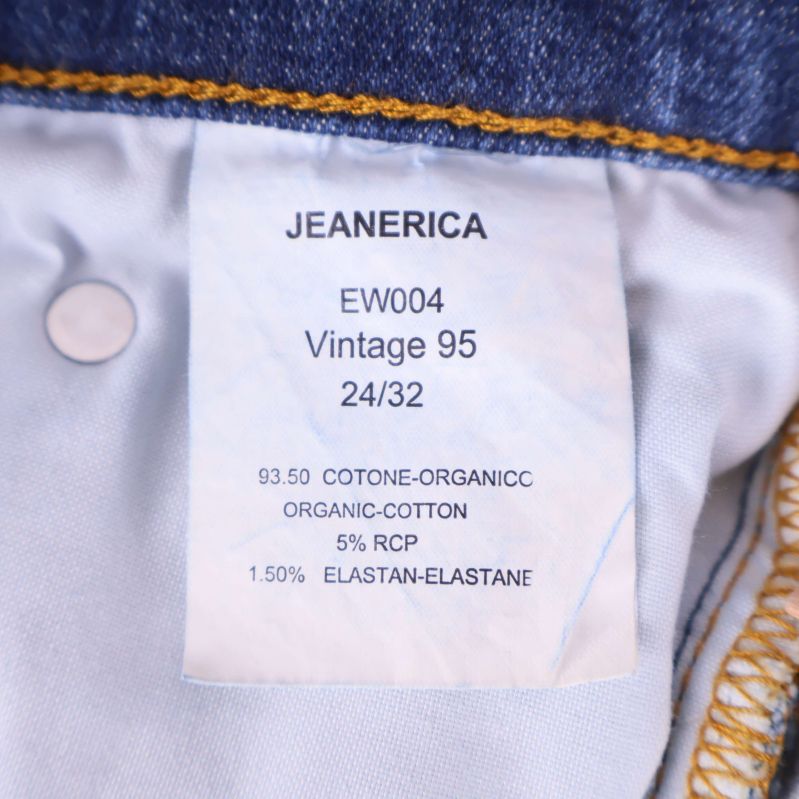 JEANERICA
EW004
Vintage 95
24/32
93.50 COTONE-ORGANICO
ORGANIC-COTTON
5% RCP
1.50% ELASTAN-ELASTANE